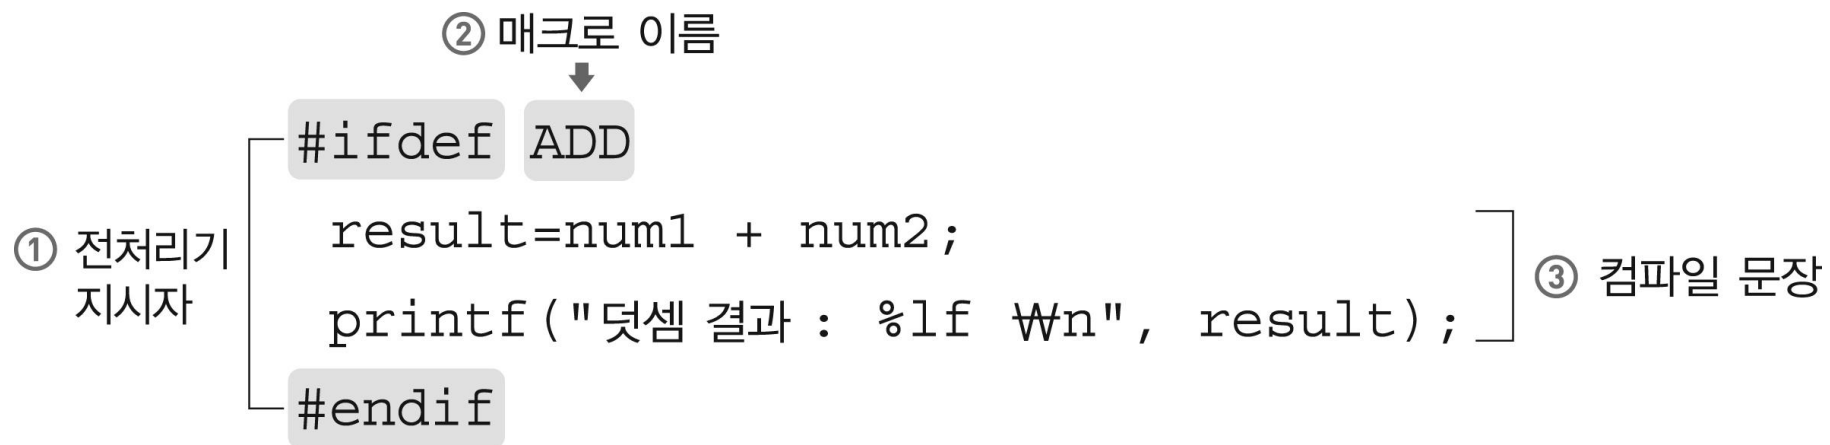 ② 매크로 이름
#ifdef ADD
result=num1 + num2;
① 전처리기
지시자
③ 컴파일 문장
printf("덧셈 결과 : %lf ₩n", result);
#endif